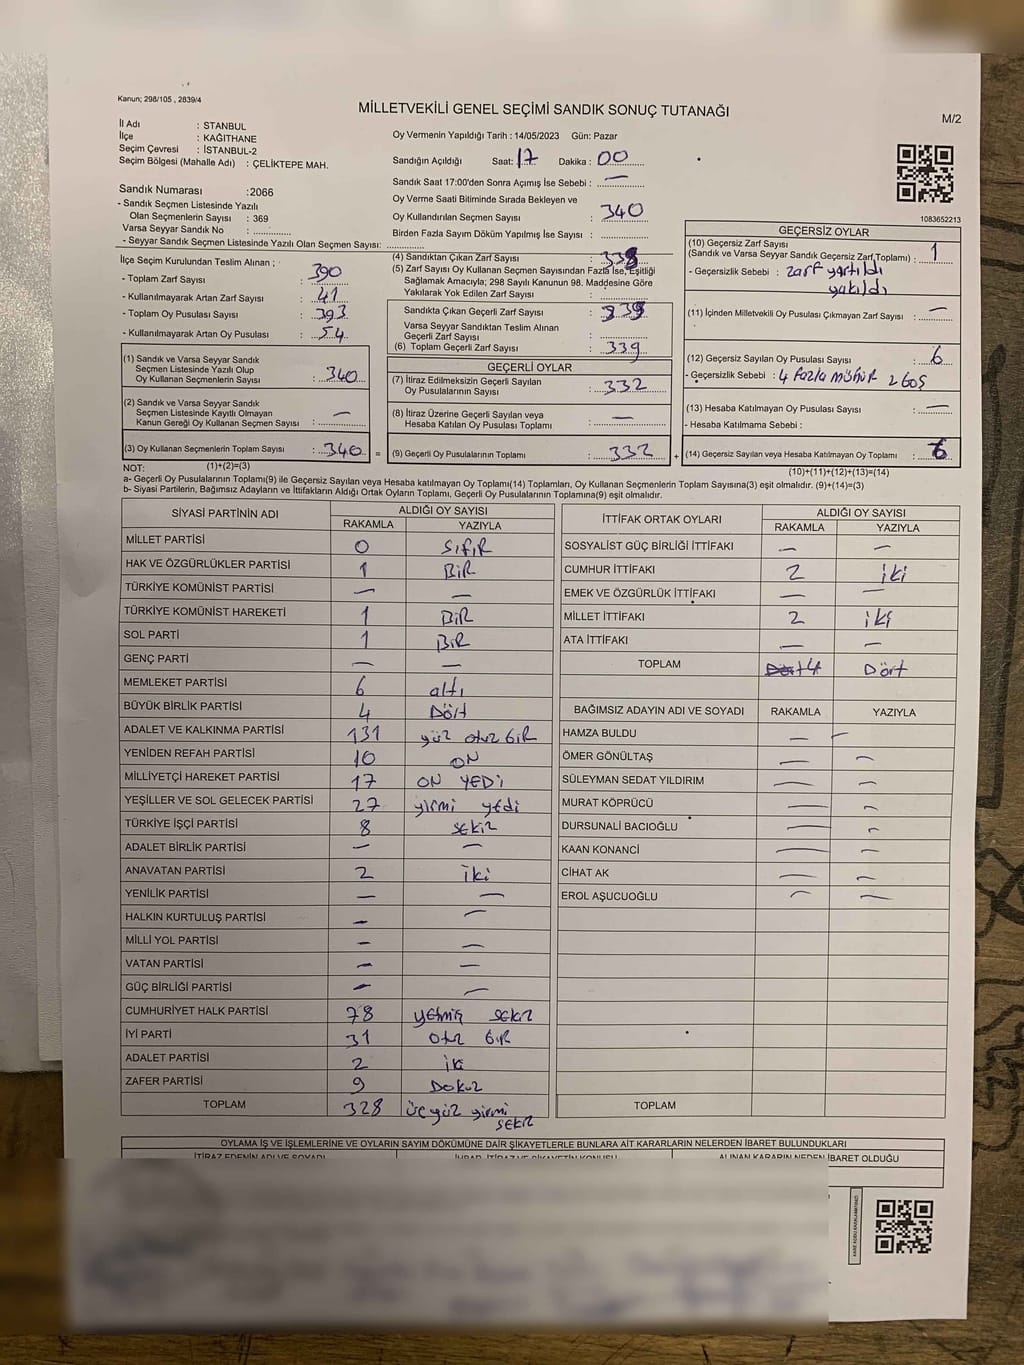 Kanun; 298/105 , 2839/4
MİLLETVEKİLİ GENEL SEÇİMİ SANDIK SONUÇ TUTANAĞI
M/2
İl Adı : STANBUL
İlçe : KAĞITHANE
Seçim Çevresi : İSTANBUL-2
Seçim Bölgesi (Mahalle Adı) : ÇELİKTEPE MAH.
Oy Vermenin Yapıldığı Tarih : 14/05/2023 Gün: Pazar
Sandığın Açıldığı Saat: 17 Dakika : 00
Sandık Saat 17:00'den Sonra Açımış İse Sebebi : —
Oy Verme Saati Bitiminde Sırada Bekleyen ve
Oy Kullandırılan Seçmen Sayısı : 340
Birden Fazla Sayım Döküm Yapılmış İse Sayısı :
Sandık Numarası :2066
- Sandık Seçmen Listesinde Yazılı
Olan Seçmenlerin Sayısı : 369
Varsa Seyyar Sandık No :
- Seyyar Sandık Seçmen Listesinde Yazılı Olan Seçmen Sayısı:
1083652213
İlçe Seçim Kurulundan Teslim Alınan ;
- Toplam Zarf Sayısı : 390
- Kullanılmayarak Artan Zarf Sayısı : 41
- Toplam Oy Pusulası Sayısı : 393
- Kullanılmayarak Artan Oy Pusulası : 54
(1) Sandık ve Varsa Seyyar Sandık
Seçmen Listesinde Yazılı Olup
Oy Kullanan Seçmenlerin Sayısı : 340
(2) Sandık ve Varsa Seyyar Sandık
Seçmen Listesinde Kayıtlı Olmayan
Kanun Gereği Oy Kullanan Seçmen Sayısı : —
(3) Oy Kullanan Seçmenlerin Toplam Sayısı : 340 =
(1)+(2)=(3)
(4) Sandıktan Çıkan Zarf Sayısı : 338
(5) Zarf Sayısı Oy Kullanan Seçmen Sayısından Fazla İse, Eşitliği
Sağlamak Amacıyla; 298 Sayılı Kanunun 98. Maddesine Göre
Yakılarak Yok Edilen Zarf Sayısı :
Sandıkta Çıkan Geçerli Zarf Sayısı : 339
Varsa Seyyar Sandıktan Teslim Alınan
Geçerli Zarf Sayısı :
(6) Toplam Geçerli Zarf Sayısı : 339
GEÇERLİ OYLAR
(7) İtiraz Edilmeksizin Geçerli Sayılan
Oy Pusulalarının Sayısı : 332
(8) İtiraz Üzerine Geçerli Sayılan veya
Hesaba Katılan Oy Pusulası Toplamı : —
(9) Geçerli Oy Pusulalarının Toplamı : 332 +
GEÇERSİZ OYLAR
(10) Geçersiz Zarf Sayısı
(Sandık ve Varsa Seyyar Sandık Geçersiz Zarf Toplamı) : 1
- Geçersizlik Sebebi : zarf yırtıldı
yakıldı
(11) İçinden Milletvekili Oy Pusulası Çıkmayan Zarf Sayısı : —
(12) Geçersiz Sayılan Oy Pusulası Sayısı : 6
- Geçersizlik Sebebi : 4 fazla mühür 2 boş
(13) Hesaba Katılmayan Oy Pusulası Sayısı : —
- Hesaba Katılmama Sebebi :
(14) Geçersiz Sayılan veya Hesaba Katılmayan Oy Toplamı : 6
(10)+(11)+(12)+(13)=(14)
NOT:
a- Geçerli Oy Pusulalarının Toplamı(9) ile Geçersiz Sayılan veya Hesaba katılmayan Oy Toplamı(14) Toplamları, Oy Kullanan Seçmenlerin Toplam Sayısına(3) eşit olmalıdır. (9)+(14)=(3)
b- Siyasi Partilerin, Bağımsız Adayların ve İttifakların Aldığı Ortak Oyların Toplamı, Geçerli Oy Pusulalarının Toplamına(9) eşit olmalıdır.
SİYASİ PARTİNİN ADI ALDIĞI OY SAYISI
RAKAMLA YAZIYLA
MİLLET PARTİSİ 0 Sıfır
HAK VE ÖZGÜRLÜKLER PARTİSİ 1 BİR
TÜRKİYE KOMÜNİST PARTİSİ — —
TÜRKİYE KOMÜNİST HAREKETİ 1 BİR
SOL PARTİ 1 BİR
GENÇ PARTİ — —
MEMLEKET PARTİSİ 6 altı
BÜYÜK BİRLİK PARTİSİ 4 Dört
ADALET VE KALKINMA PARTİSİ 131 yüz otuz bir
YENİDEN REFAH PARTİSİ 10 ON
MİLLİYETÇİ HAREKET PARTİSİ 17 ON YEDİ
YEŞİLLER VE SOL GELECEK PARTİSİ 27 yirmi yedi
TÜRKİYE İŞÇİ PARTİSİ 8 sekiz
ADALET BİRLİK PARTİSİ — —
ANAVATAN PARTİSİ 2 iki
YENİLİK PARTİSİ — —
HALKIN KURTULUŞ PARTİSİ — —
MİLLİ YOL PARTİSİ — —
VATAN PARTİSİ — —
GÜÇ BİRLİĞİ PARTİSİ — —
CUMHURİYET HALK PARTİSİ 78 yetmiş sekiz
İYİ PARTİ 31 otuz bir
ADALET PARTİSİ 2 iki
ZAFER PARTİSİ 9 Dokuz
TOPLAM 328 üçyüz yirmi
sekiz
İTTİFAK ORTAK OYLARI ALDIĞI OY SAYISI
RAKAMLA YAZIYLA
SOSYALİST GÜÇ BİRLİĞİ İTTİFAKI — —
CUMHUR İTTİFAKI 2 iki
EMEK VE ÖZGÜRLÜK İTTİFAKI — —
MİLLET İTTİFAKI 2 iki
ATA İTTİFAKI — —
TOPLAM Dört 4 Dört
BAĞIMSIZ ADAYIN ADI VE SOYADI RAKAMLA YAZIYLA
HAMZA BULDU — —
ÖMER GÖNÜLTAŞ — —
SÜLEYMAN SEDAT YILDIRIM — —
MURAT KÖPRÜCÜ — —
DURSUNALİ BACIOĞLU — —
KAAN KONANCİ — —
CİHAT AK — —
EROL AŞUCUOĞLU — —
TOPLAM
OYLAMA İŞ VE İŞLEMLERİNE VE OYLARIN SAYIM DÖKÜMÜNE DAİR ŞİKAYETLERLE BUNLARA AİT KARARLARIN NELERDEN İBARET BULUNDUKLARI
İTİRAZ EDENİN ADI VE SOYADI İHBAR, İTİRAZ VE ŞİKAYETİN KONUSU ALINAN KARARIN NEDEN İBARET OLDUĞU